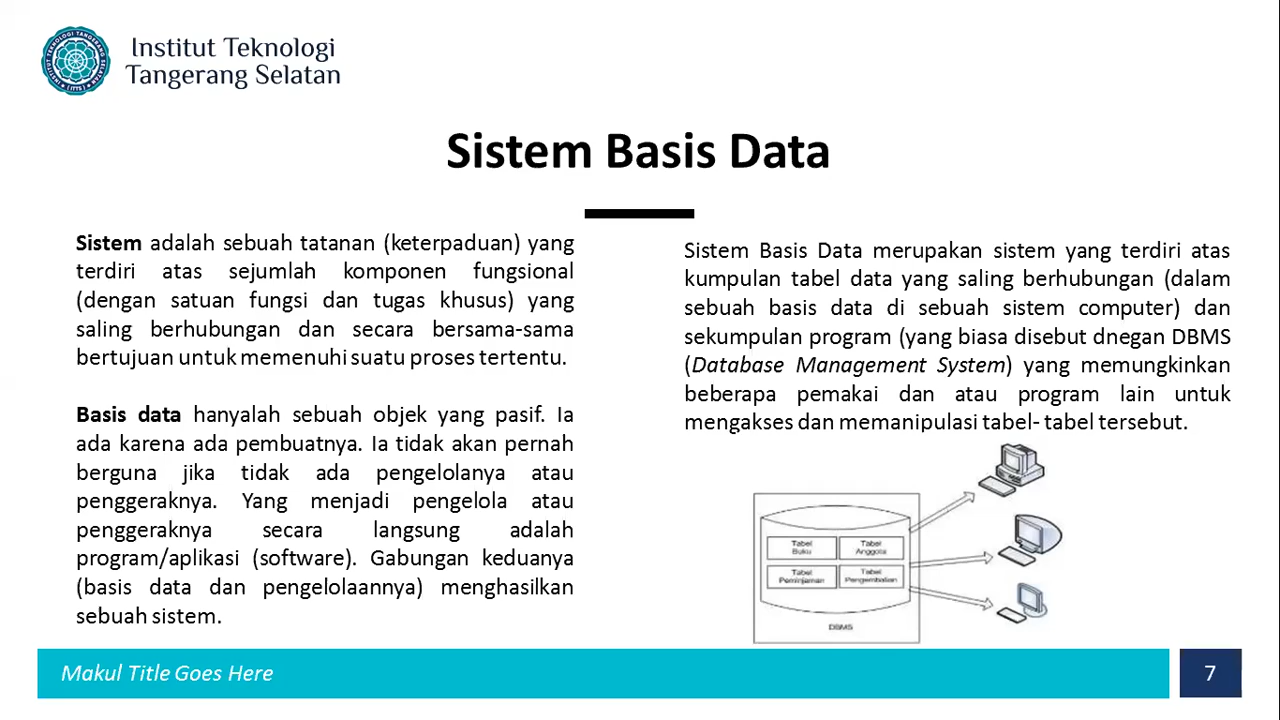 Institut Teknologi
Tangerang Selatan
Sistem Basis Data
Sistem adalah sebuah tatanan (keterpaduan) yang
terdiri atas sejumlah komponen fungsional
(dengan satuan fungsi dan tugas khusus) yang
saling berhubungan dan secara bersama-sama
bertujuan untuk memenuhi suatu proses tertentu.
Basis data hanyalah sebuah objek yang pasif. Ia
ada karena ada pembuatnya. Ia tidak akan pernah
berguna jika tidak ada pengelolanya atau
penggeraknya. Yang menjadi pengelola atau
penggeraknya secara langsung adalah
program/aplikasi (software). Gabungan keduanya
(basis data dan pengelolaannya) menghasilkan
sebuah sistem.
Sistem Basis Data merupakan sistem yang terdiri atas
kumpulan tabel data yang saling berhubungan (dalam
sebuah basis data di sebuah sistem computer) dan
sekumpulan program (yang biasa disebut dnegan DBMS
(Database Management System) yang memungkinkan
beberapa pemakai dan atau program lain untuk
mengakses dan memanipulasi tabel- tabel tersebut.
Tabel
Buku
Tabel
Anggota
Tabel
Peminjaman
Tabel
Pengembalian
DBMS
Makul Title Goes Here
7